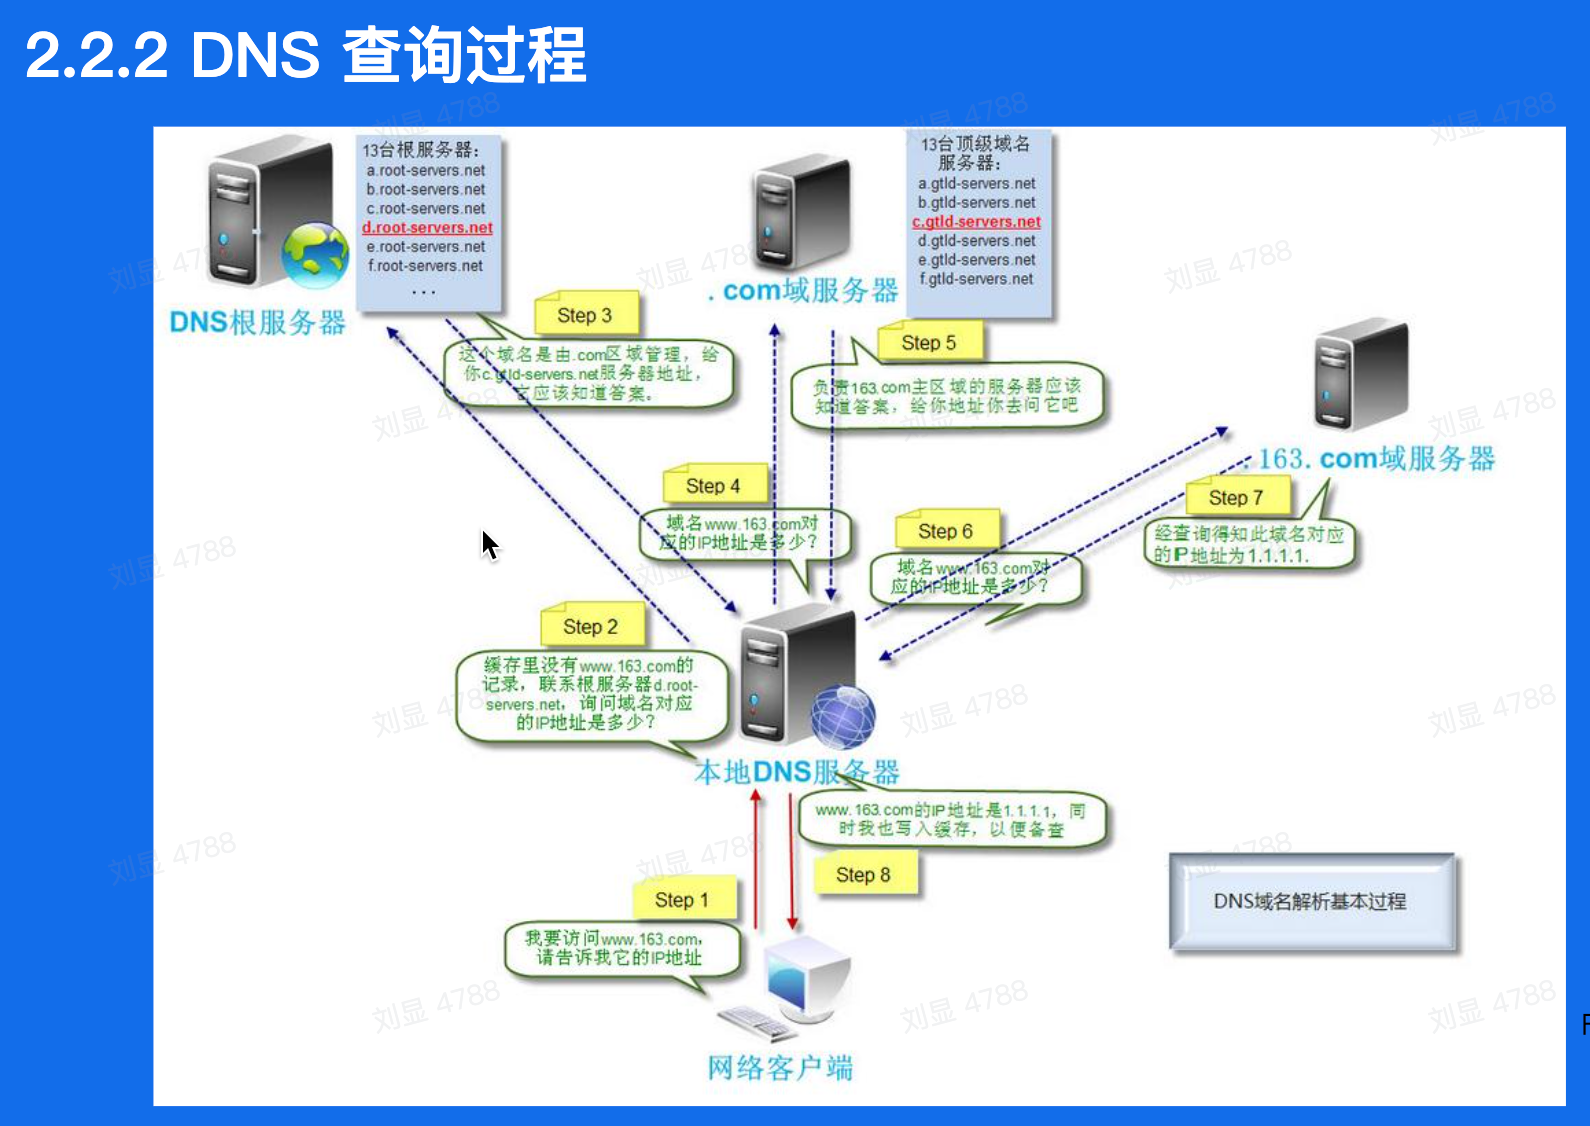 2.2.2 DNS 查询过程
13台根服务器：
a.root-servers.net
b.root-servers.net
c.root-servers.net
d.root-servers.net
e.root-servers.net
f.root-servers.net
...
DNS根服务器
13台顶级域名
服务器：
a.gtld-servers.net
b.gtld-servers.net
c.gtld-servers.net
d.gtld-servers.net
e.gtld-servers.net
f.gtld-servers.net
.com域服务器
Step 3
这个域名是由.com区域管理，给
你c.gtld-servers.net服务器地址，
它应该知道答案。
Step 5
负责163.com主区域的服务器应该
知道答案，给你地址你去问它吧
.163.com域服务器
Step 4
域名www.163.com对
应的IP地址是多少？
Step 6
域名www.163.com对
应的IP地址是多少？
Step 7
经查询得知此域名对应
的IP地址为1.1.1.1.
Step 2
缓存里没有www.163.com的
记录，联系根服务器d.root-
servers.net，询问域名对应
的IP地址是多少？
本地DNS服务器
www.163.com的IP地址是1.1.1.1，同
时我也写入缓存，以便备查
Step 8
Step 1
我要访问www.163.com，
请告诉我它的IP地址
网络客户端
DNS域名解析基本过程
刘显 4788